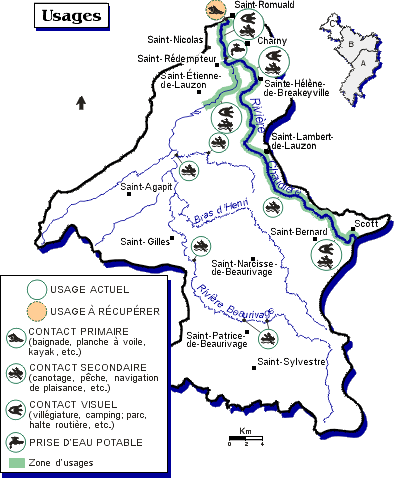 Usages
Saint-Romuald
Saint-Nicolas
Charny
Saint-Rédempteur
Saint-Étienne-
de-Lauzon
Sainte-Hélène-
de-Breakeyville
Rivière
Chaudière
Saint-Lambert-
de-Lauzon
Saint-Agapit
Bras d'Henri
Scott
Saint-Bernard
Saint-Gilles
Saint-Narcisse-
de-Beaurivage
Rivière Beaurivage
Saint-Patrice-
de-Beaurivage
Saint-Sylvestre
C
B
A
USAGE ACTUEL
USAGE À RÉCUPÉRER
CONTACT PRIMAIRE
(baignade, planche à voile,
kayak, etc.)
CONTACT SECONDAIRE
(canotage, pêche, navigation
de plaisance, etc.)
CONTACT VISUEL
(villégiature, camping; parc,
halte routière, etc.)
PRISE D'EAU POTABLE
Zone d'usages
Km
0 2 4